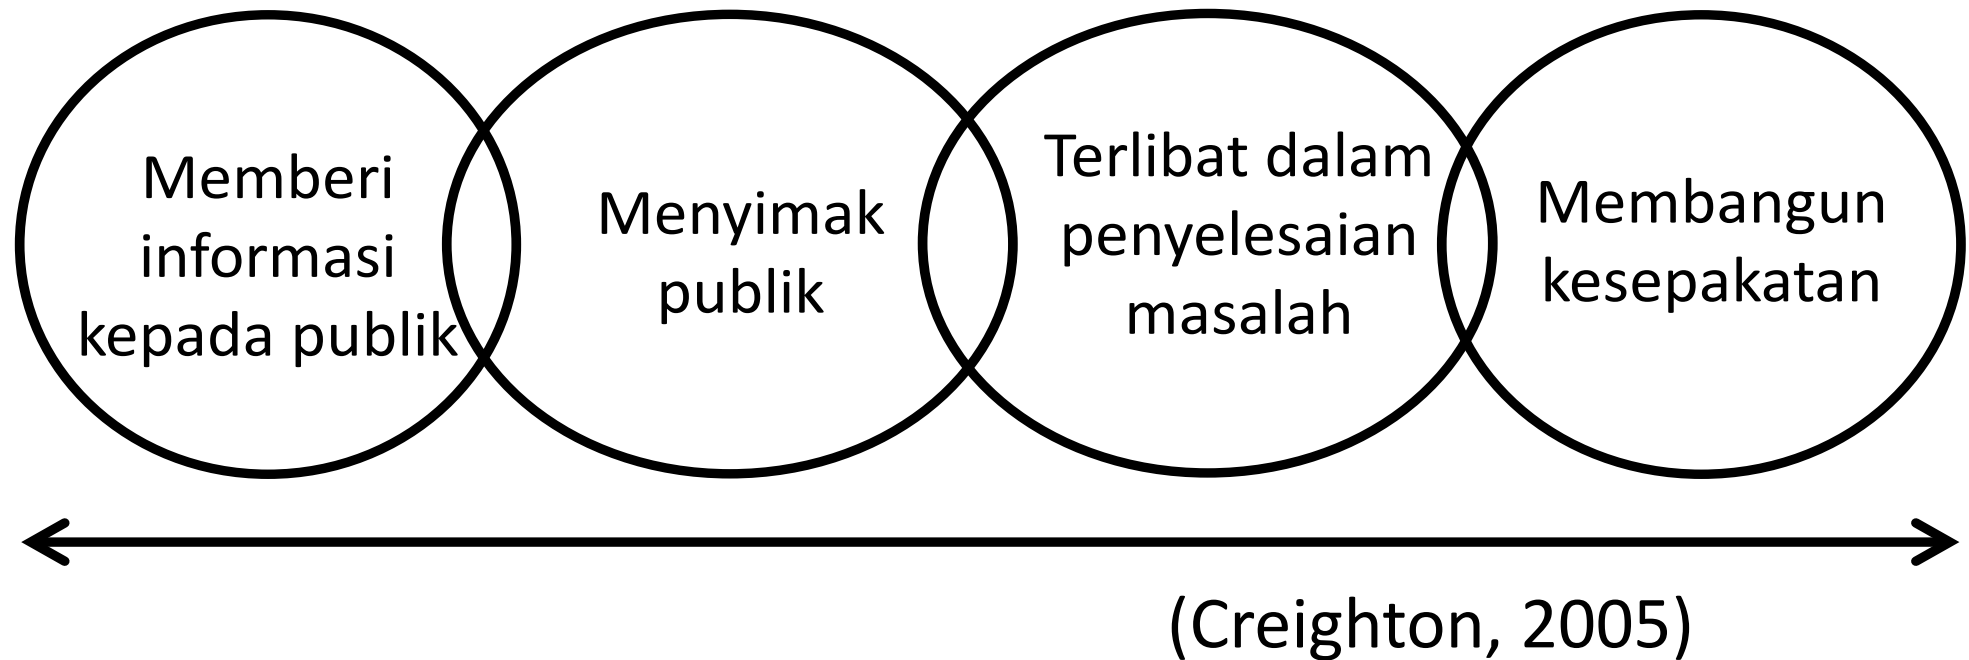 Memberi
informasi
kepada publik
Menyimak
publik
Terlibat dalam
penyelesaian
masalah
Membangun
kesepakatan
(Creighton, 2005)